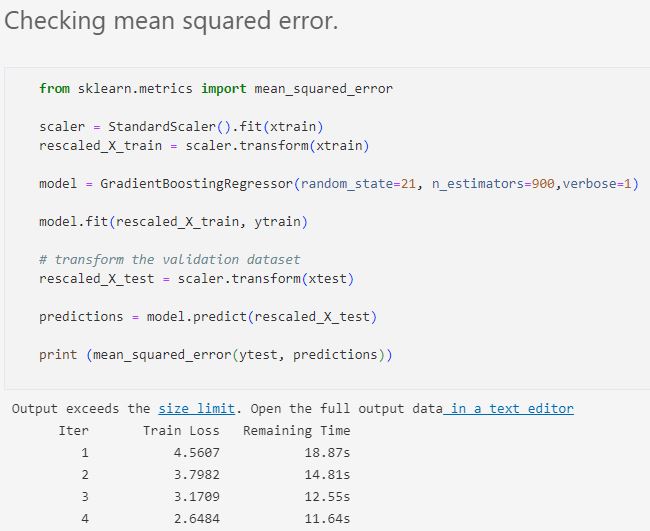 Checking mean squared error.
from sklearn.metrics import mean_squared_error
scaler = StandardScaler().fit(xtrain)
rescaled_X_train = scaler.transform(xtrain)
model = GradientBoostingRegressor(random_state=21, n_estimators=900,verbose=1)
model.fit(rescaled_X_train, ytrain)
# transform the validation dataset
rescaled_X_test = scaler.transform(xtest)
predictions = model.predict(rescaled_X_test)
print (mean_squared_error(ytest, predictions))
Output exceeds the size limit. Open the full output data in a text editor
Iter Train Loss Remaining Time
1 4.5607 18.87s
2 3.7982 14.81s
3 3.1709 12.55s
4 2.6484 11.64s